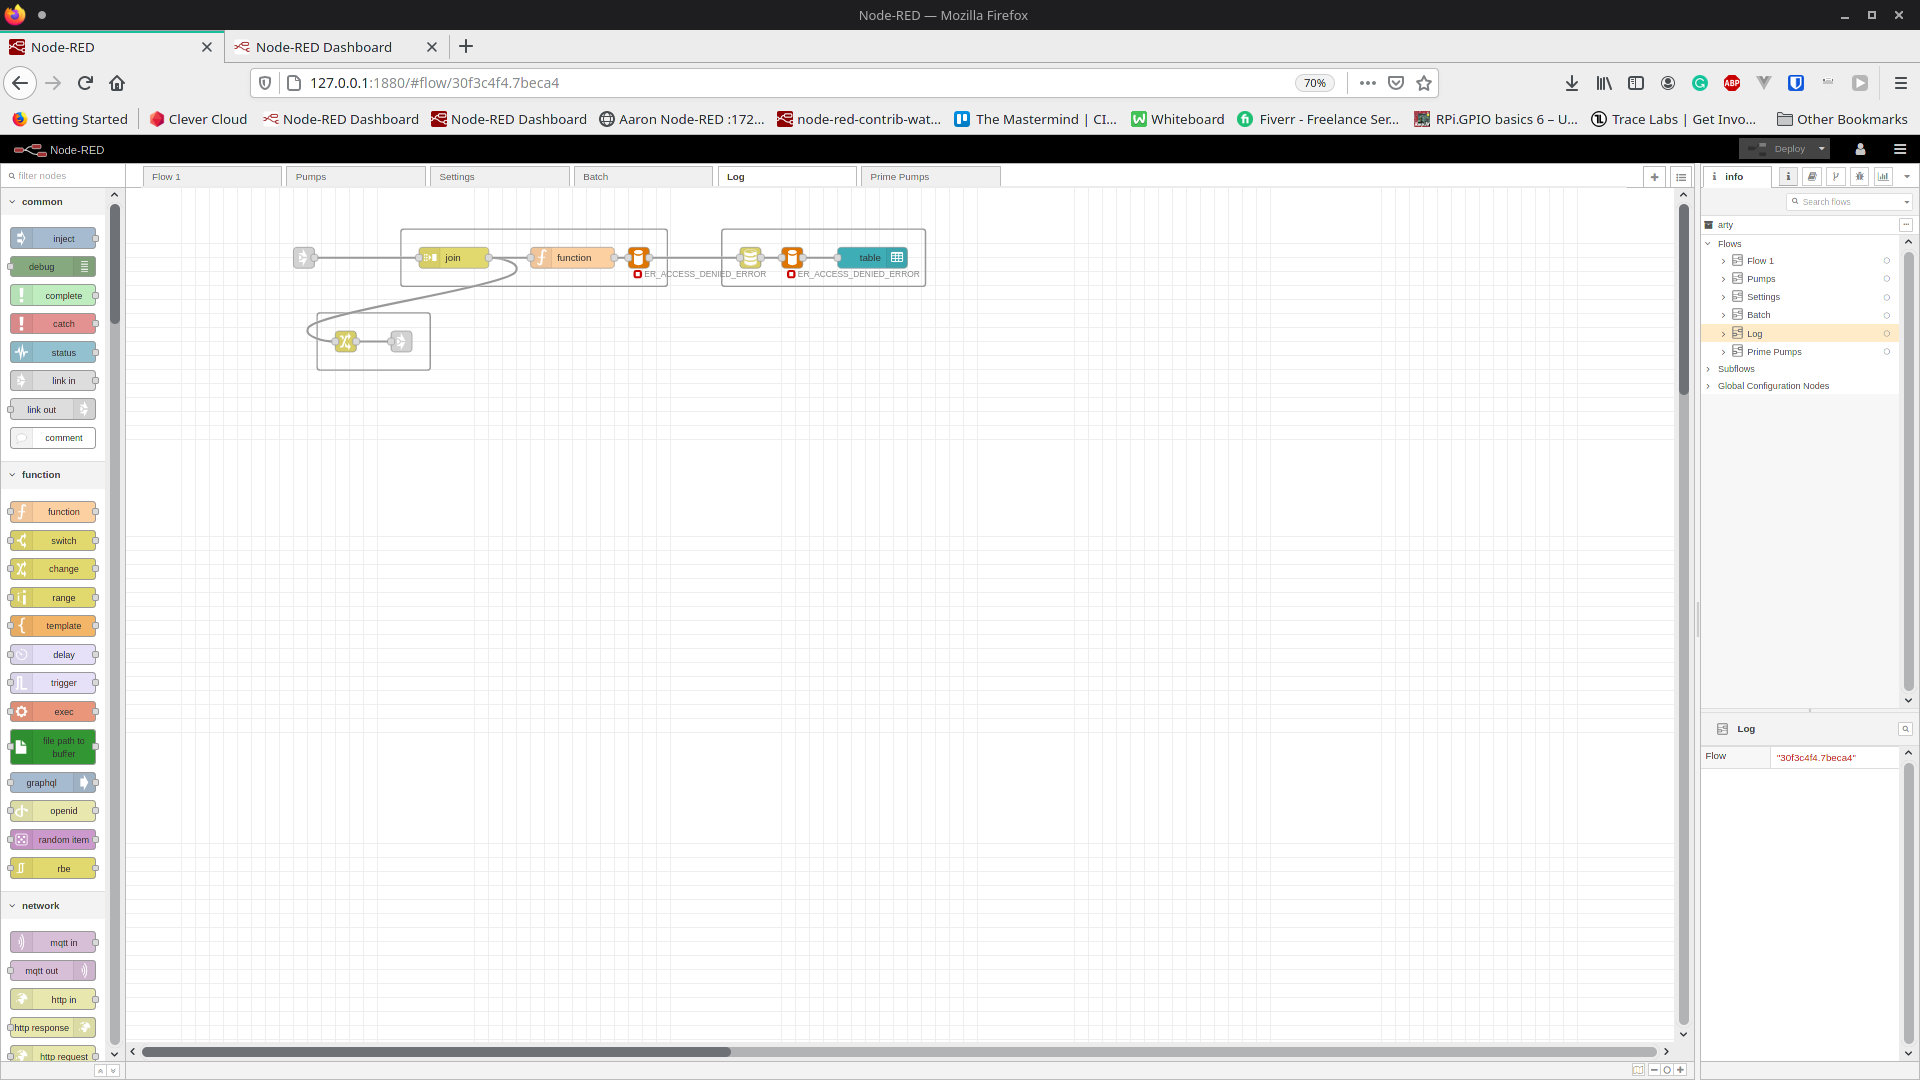 Node-RED — Mozilla Firefox
Node-RED
Node-RED Dashboard
127.0.0.1:1880/#flow/30f3c4f4.7beca4
70%
ABP
Getting Started
Clever Cloud
Node-RED Dashboard
Node-RED Dashboard
Aaron Node-RED :172...
node-red-contrib-wat...
The Mastermind | CI...
Whiteboard
Fiverr - Freelance Ser...
RPi.GPIO basics 6 – U...
Trace Labs | Get Invo...
Other Bookmarks
Node-RED
Deploy
filter nodes
Flow 1
Pumps
Settings
Batch
Log
Prime Pumps
info
common
inject
debug
complete
catch
status
link in
link out
comment
function
function
switch
change
range
template
delay
trigger
exec
file path to
buffer
graphql
openid
random item
rbe
network
mqtt in
mqtt out
http in
http response
http request
join
function
ER_ACCESS_DENIED_ERROR
table
ER_ACCESS_DENIED_ERROR
Search flows
arty
Flows
Flow 1
Pumps
Settings
Batch
Log
Prime Pumps
Subflows
Global Configuration Nodes
Log
Flow
"30f3c4f4.7beca4"